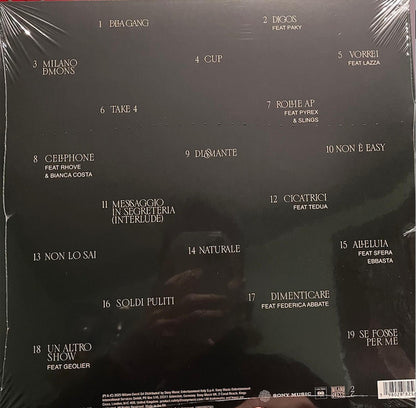 1 BHA GANG
2 DIGOS
FEAT PAKY
3 MILANO
DEMONS
4 CUP
5 VORREI
FEAT LAZZA
6 TAKE 4
7 ROLLIE AP
FEAT PYREX
& SLINGS
8 CELLPHONE
FEAT RHOVE
& BIANCA COSTA
9 DIAMANTE
10 NON È EASY
11 MESSAGGIO
IN SEGRETERIA
(INTERLUDE)
12 CICATRICI
FEAT TEDUA
13 NON LO SAI
14 NATURALE
15 ALLELUIA
FEAT SFERA
EBBASTA
16 SOLDI PULITI
17 DIMENTICARE
FEAT FEDERICA ABBATE
18 UN ALTRO
SHOW
FEAT GEOLIER
19 SE FOSSE
PER ME
SONY MUSIC